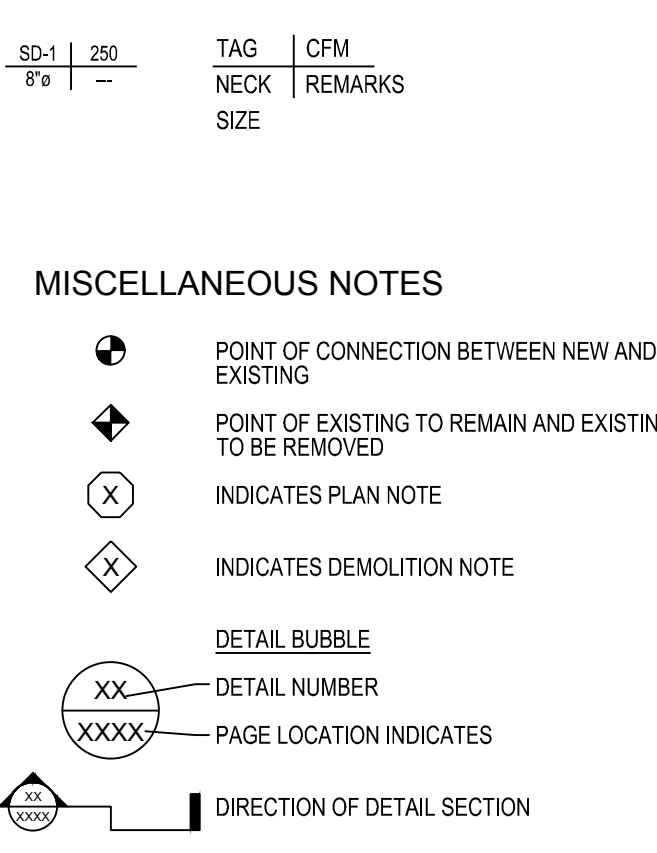 SD-1 250 TAG CFM
8"ø --- NECK REMARKS
SIZE
MISCELLANEOUS NOTES
POINT OF CONNECTION BETWEEN NEW AND
EXISTING
POINT OF EXISTING TO REMAIN AND EXISTIN
TO BE REMOVED
X INDICATES PLAN NOTE
X INDICATES DEMOLITION NOTE
DETAIL BUBBLE
XX DETAIL NUMBER
XXXX PAGE LOCATION INDICATES
XX
XXXX
DIRECTION OF DETAIL SECTION